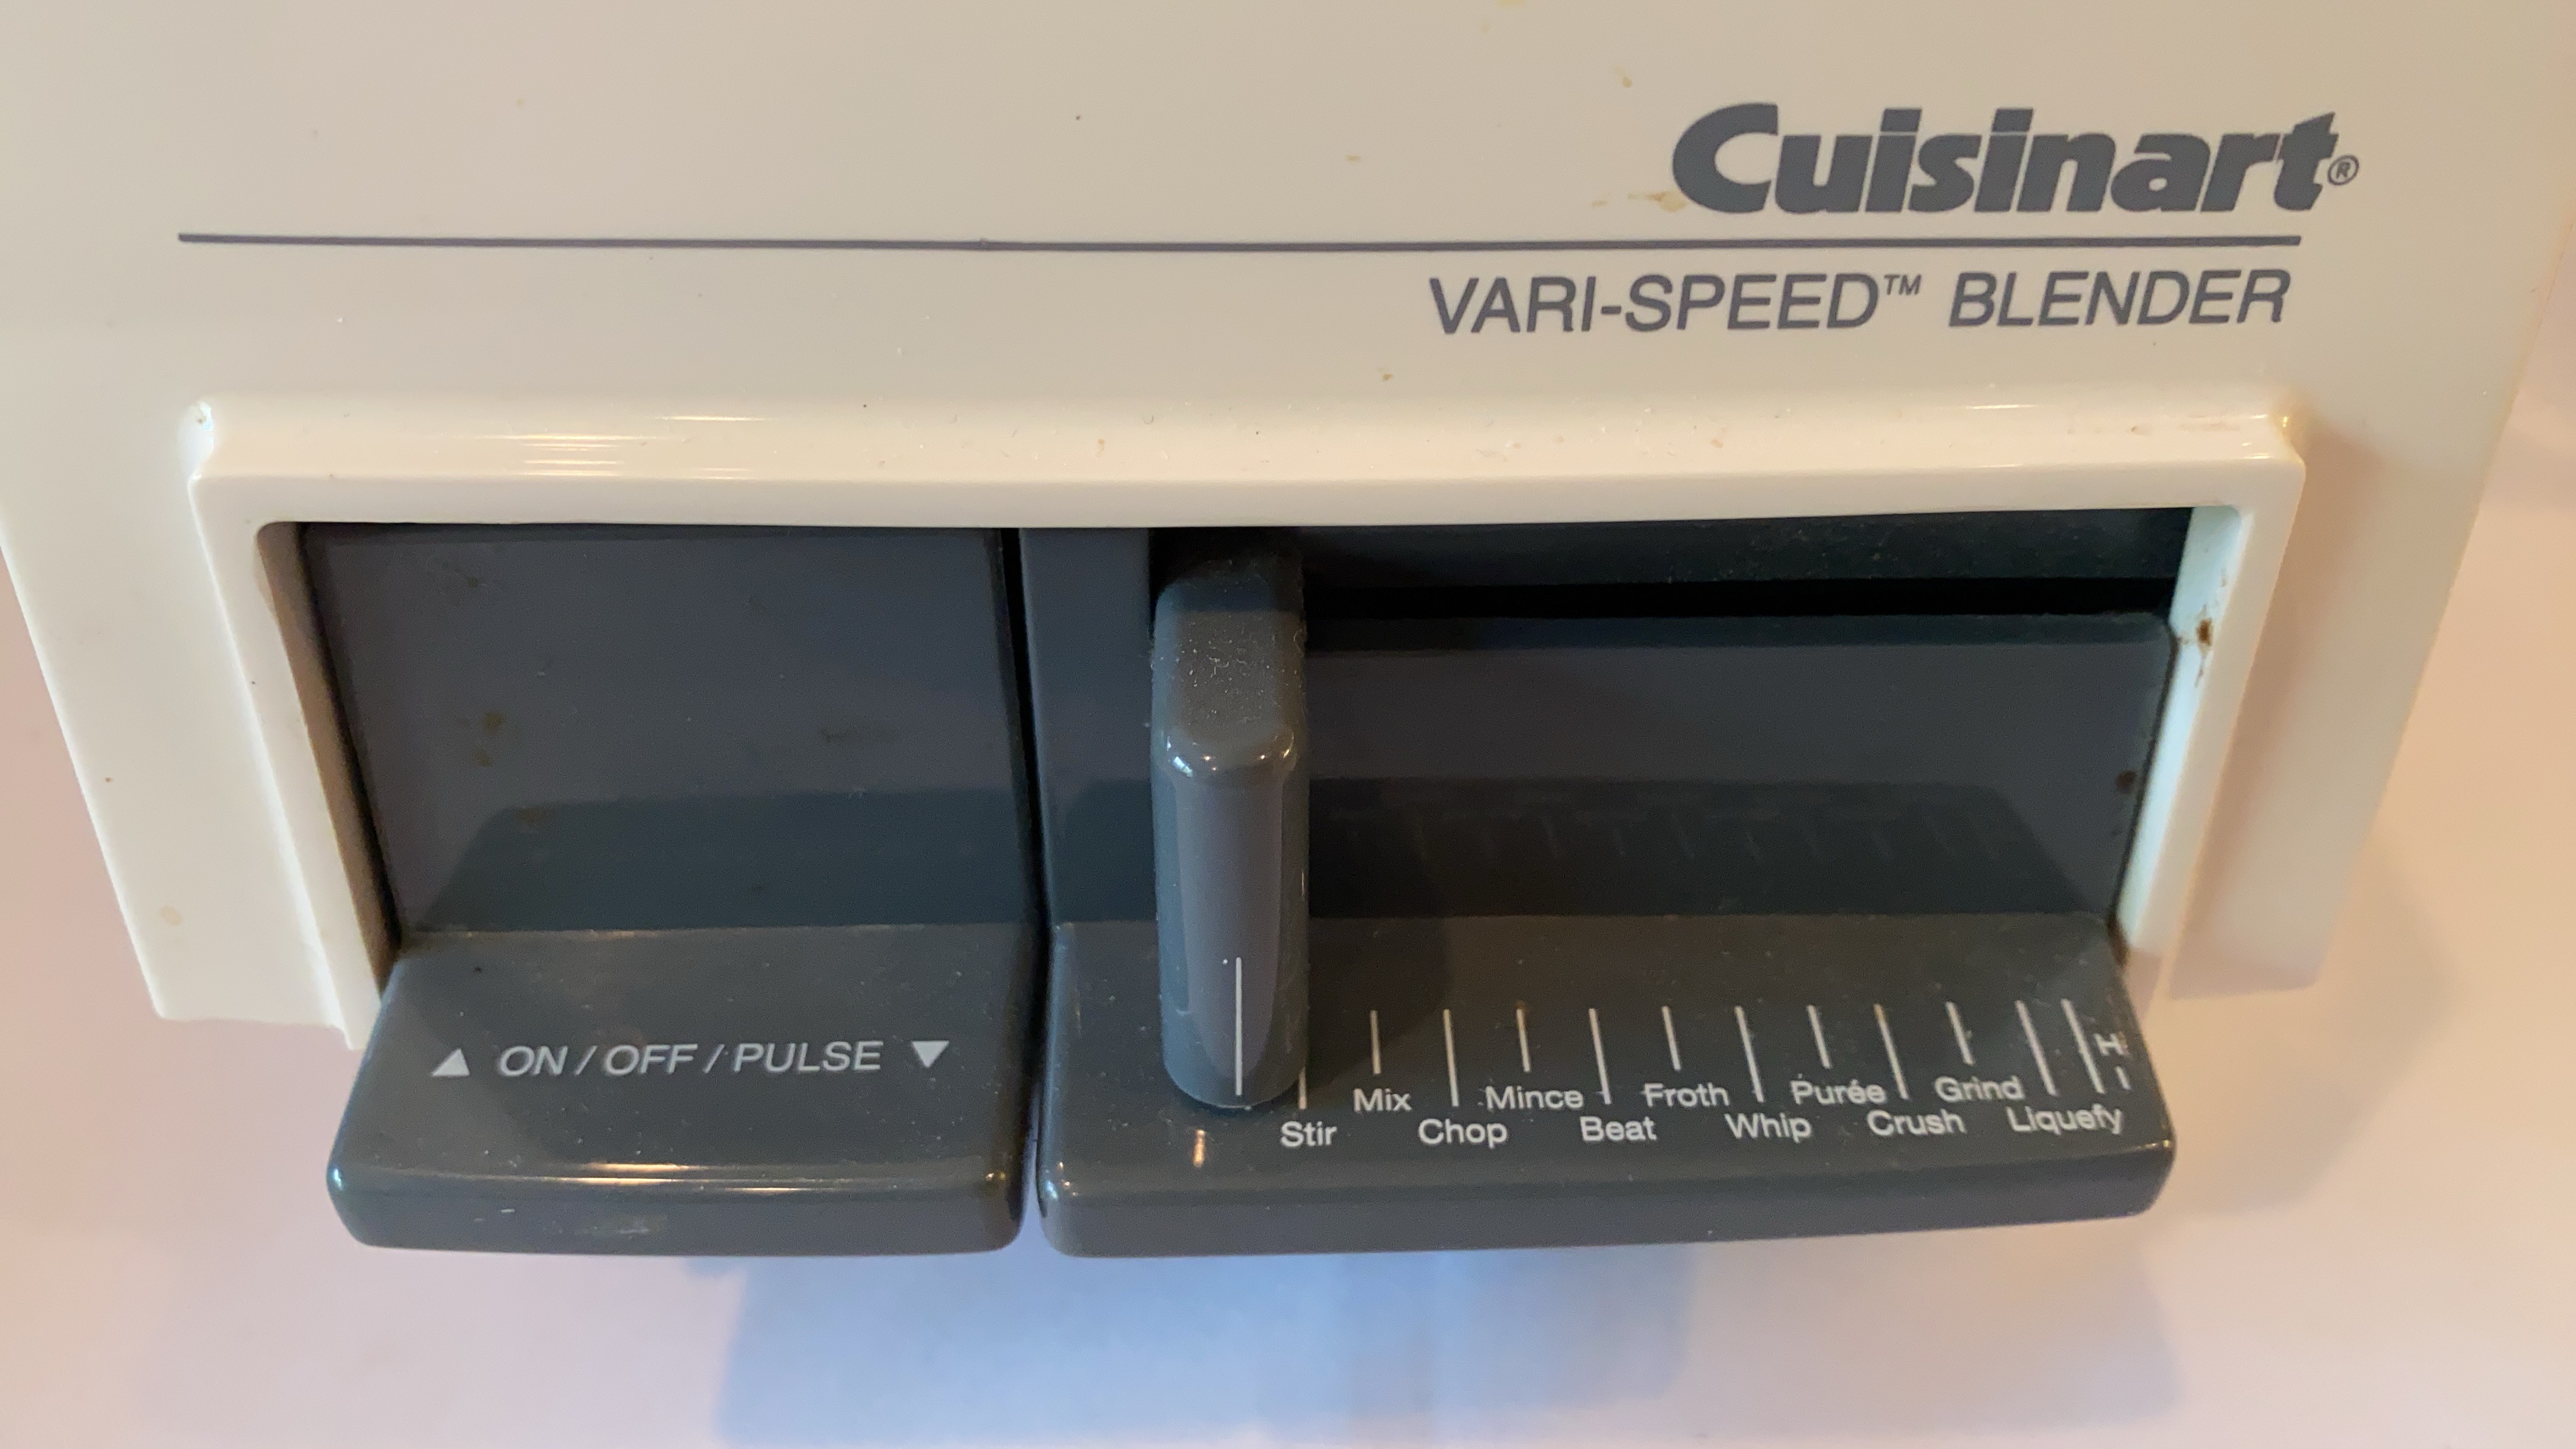 Cuisinart®
VARI-SPEED™ BLENDER
▲ ON / OFF / PULSE ▼
HI
Mix Mince Froth Purée Grind
Stir Chop Beat Whip Crush Liquefy